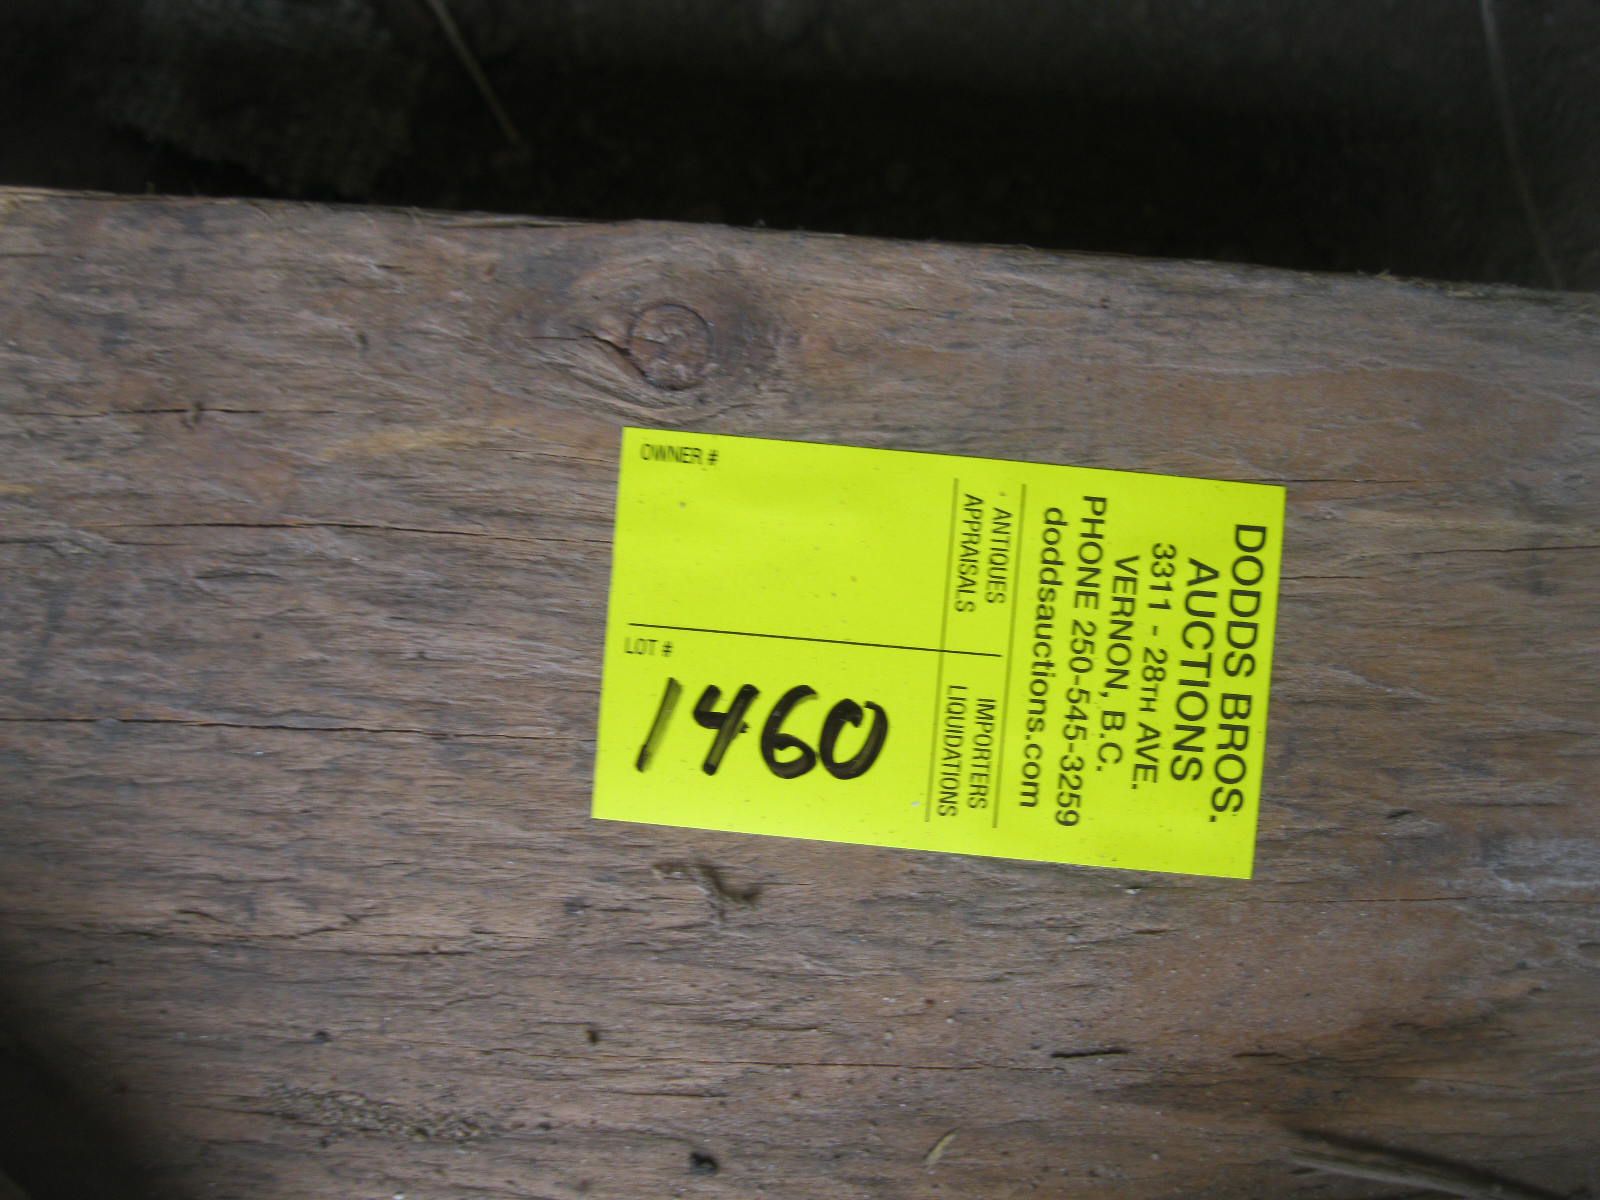 DODDS BROS.
AUCTIONS
3311 - 28TH AVE.
VERNON, B.C.
PHONE 250-545-3259
doddsauctions.com
ANTIQUES IMPORTERS
APPRAISALS LIQUIDATIONS
OWNER # LOT #
1460